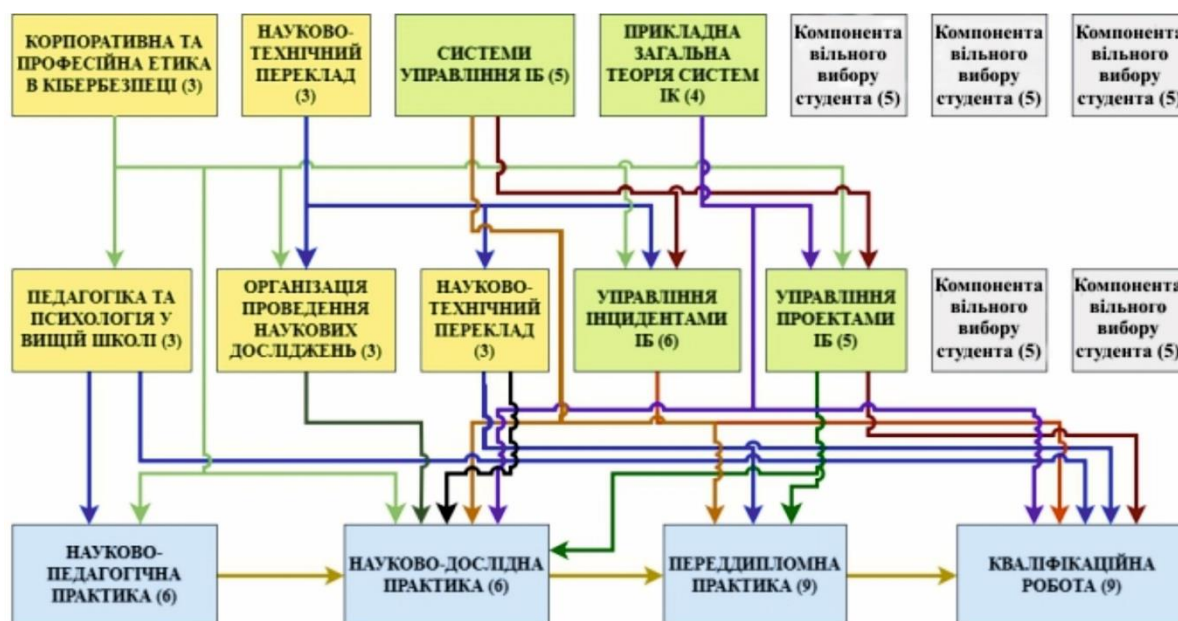 КОРПОРАТИВНА ТА
ПРОФЕСІЙНА ЕТИКА
В КІБЕРБЕЗПЕЦІ (3)
НАУКОВО-
ТЕХНІЧНИЙ
ПЕРЕКЛАД
(3)
СИСТЕМИ
УПРАВЛІННЯ ІБ (5)
ПРИКЛАДНА
ЗАГАЛЬНА
ТЕОРІЯ СИСТЕМ
ІК (4)
Компонента
вільного
вибору
студента (5)
Компонента
вільного
вибору
студента (5)
Компонента
вільного
вибору
студента (5)
ПЕДАГОГІКА ТА
ПСИХОЛОГІЯ У
ВИЩІЙ ШКОЛІ (3)
ОРГАНІЗАЦІЯ
ПРОВЕДЕННЯ
НАУКОВИХ
ДОСЛІДЖЕНЬ (3)
НАУКОВО-
ТЕХНІЧНИЙ
ПЕРЕКЛАД
(3)
УПРАВЛІННЯ
ІНЦИДЕНТАМИ
ІБ (6)
УПРАВЛІННЯ
ПРОЕКТАМИ
ІБ (5)
Компонента
вільного
вибору
студента (5)
Компонента
вільного
вибору
студента (5)
НАУКОВО-
ПЕДАГОГІЧНА
ПРАКТИКА (6)
НАУКОВО-ДОСЛІДНА
ПРАКТИКА (6)
ПЕРЕДДИПЛОМНА
ПРАКТИКА (9)
КВАЛІФІКАЦІЙНА
РОБОТА (9)